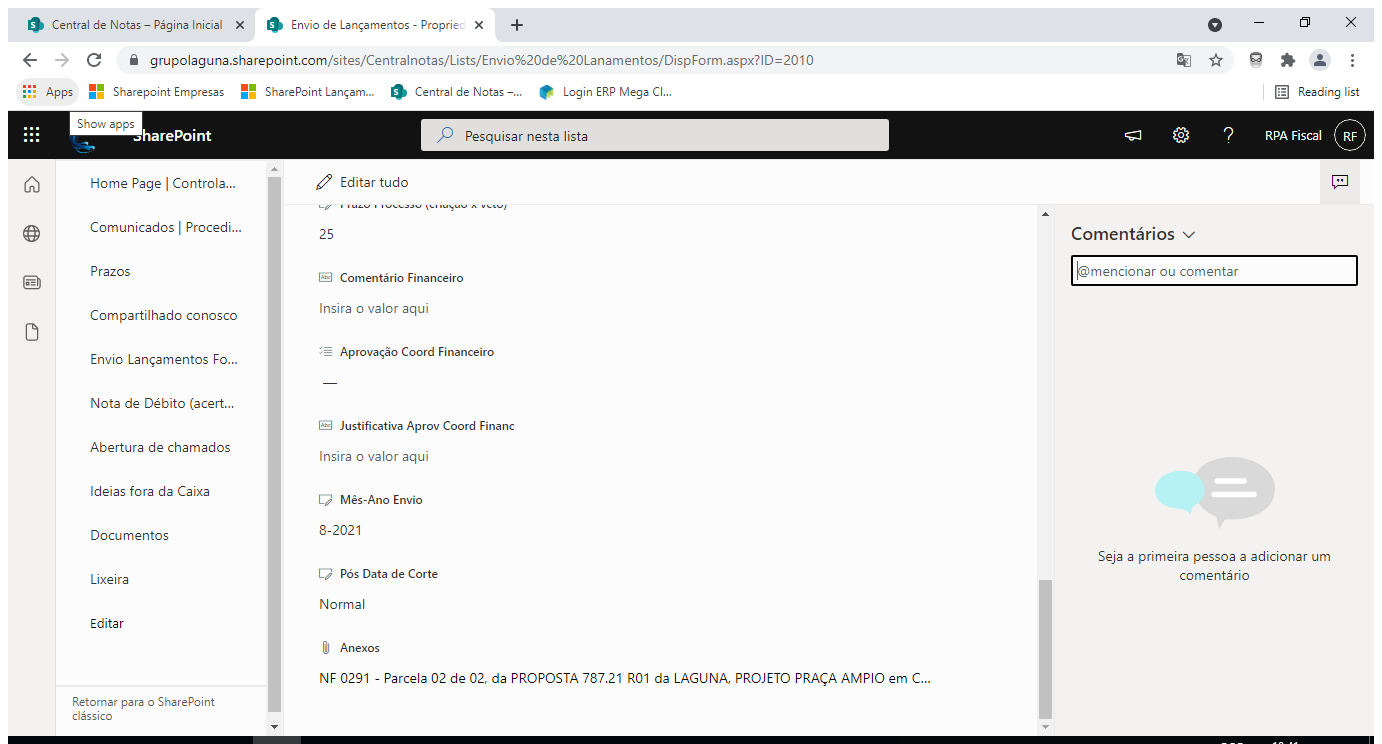 Central de Notas – Página Inicial
Envio de Lançamentos - Propried
grupolaguna.sharepoint.com/sites/Centralnotas/Lists/Envio%20de%20Lanamentos/DispForm.aspx?ID=2010
Apps
Sharepoint Empresas
SharePoint Lançam...
Central de Notas –...
Login ERP Mega Cl...
Reading list
Show apps
SharePoint
Pesquisar nesta lista
RPA Fiscal
RF
Home Page | Controla...
Comunicados | Procedi...
Prazos
Compartilhado conosco
Envio Lançamentos Fo...
Nota de Débito (acert...
Abertura de chamados
Ideias fora da Caixa
Documentos
Lixeira
Editar
Retornar para o SharePoint
clássico
Editar tudo
Prazo Processo (criação x veto)
25
Comentário Financeiro
Insira o valor aqui
Aprovação Coord Financeiro
—
Justificativa Aprov Coord Financ
Insira o valor aqui
Mês-Ano Envio
8-2021
Pós Data de Corte
Normal
Anexos
NF 0291 - Parcela 02 de 02, da PROPOSTA 787.21 R01 da LAGUNA, PROJETO PRAÇA AMPIO em C...
Comentários
@mencionar ou comentar
Seja a primeira pessoa a adicionar um
comentário